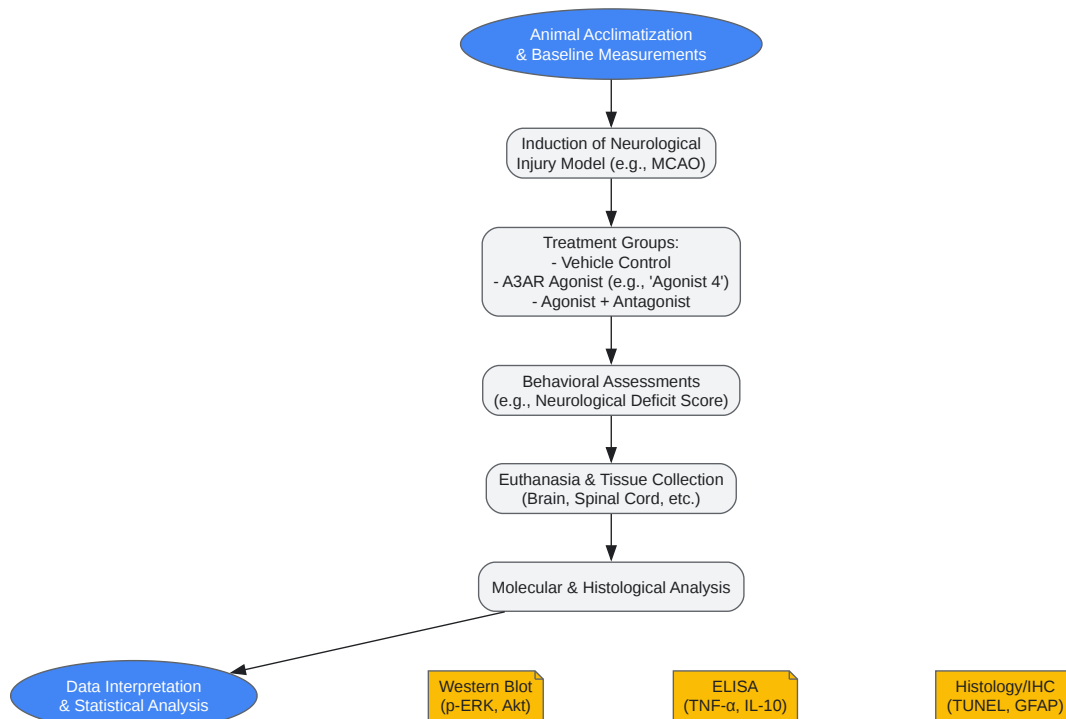 Animal Acclimatization
& Baseline Measurements
Induction of Neurological
Injury Model (e.g., MCAO)
Treatment Groups:
- Vehicle Control
- A3AR Agonist (e.g., 'Agonist 4')
- Agonist + Antagonist
Behavioral Assessments
(e.g., Neurological Deficit Score)
Euthanasia & Tissue Collection
(Brain, Spinal Cord, etc.)
Molecular & Histological Analysis
Data Interpretation
& Statistical Analysis
Western Blot
(p-ERK, Akt)
ELISA
(TNF-α, IL-10)
Histology/IHC
(TUNEL, GFAP)